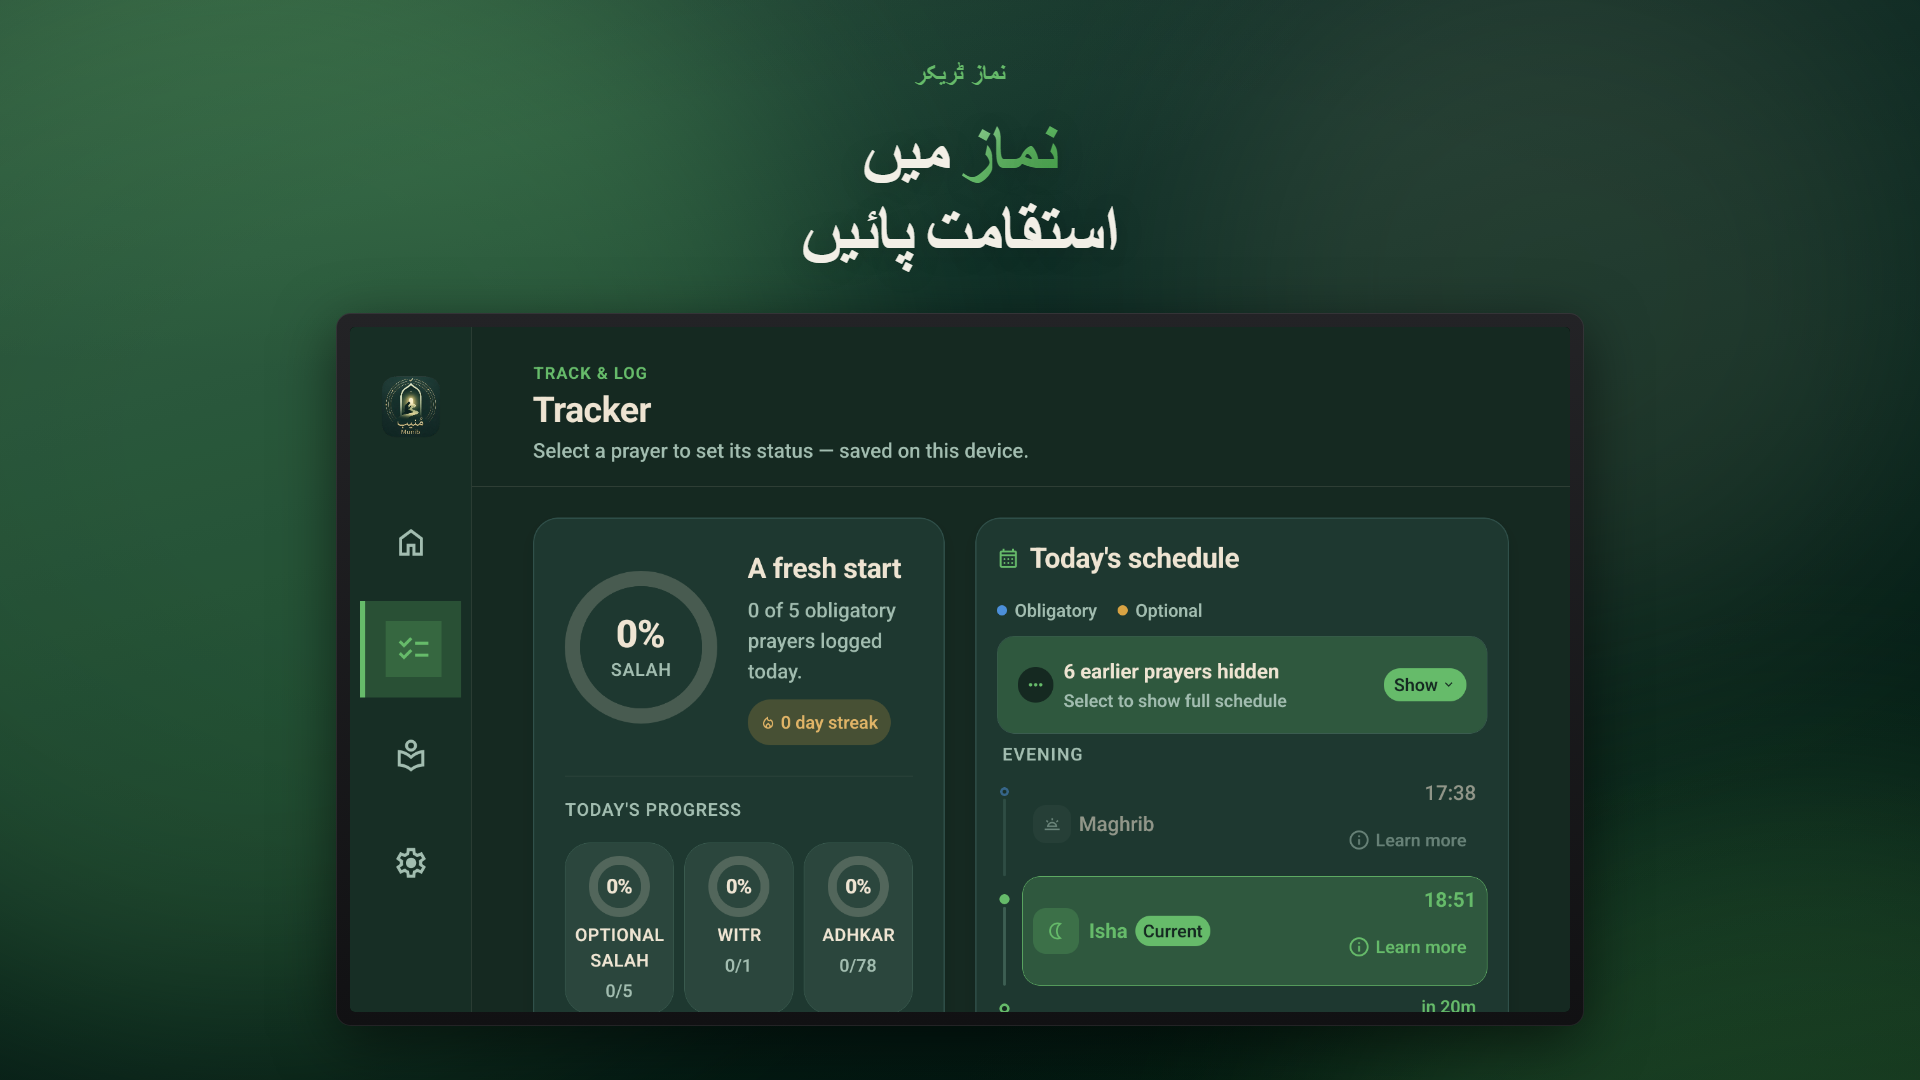 نماز ٹریکر
نماز میں
استقامت پائیں
منیب
Munib
TRACK & LOG
Tracker
Select a prayer to set its status — saved on this device.
0%
SALAH
A fresh start
0 of 5 obligatory
prayers logged
today.
0 day streak
TODAY'S PROGRESS
0%
OPTIONAL
SALAH
0/5
0%
WITR
0/1
0%
ADHKAR
0/78
Today's schedule
Obligatory
Optional
6 earlier prayers hidden
Select to show full schedule
Show
EVENING
17:38
Maghrib
Learn more
18:51
Isha
Current
Learn more
in 20m